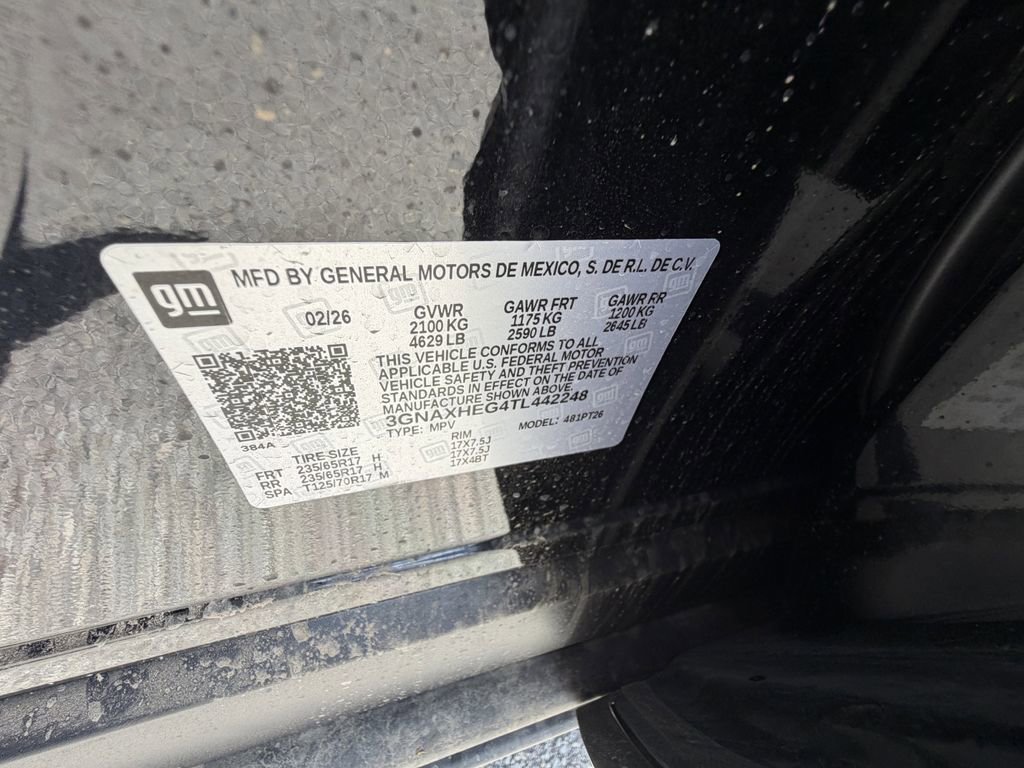 gm
MFD BY GENERAL MOTORS DE MEXICO, S. DE R.L. DE C.V.
02/26 GVWR GAWR FRT GAWR RR
2100 KG 1175 KG 1200 KG
4629 LB 2590 LB 2645 LB
THIS VEHICLE CONFORMS TO ALL
APPLICABLE U.S. FEDERAL MOTOR
VEHICLE SAFETY AND THEFT PREVENTION
STANDARDS IN EFFECT ON THE DATE OF
MANUFACTURE SHOWN ABOVE.
3GNAXHEG4TL442248
TYPE: MPV MODEL: 481PT26
384A
TIRE SIZE RIM
FRT 235/65R17 H 17X7.5J
RR 235/65R17 H 17X7.5J
SPA T125/70R17 M 17X4BT